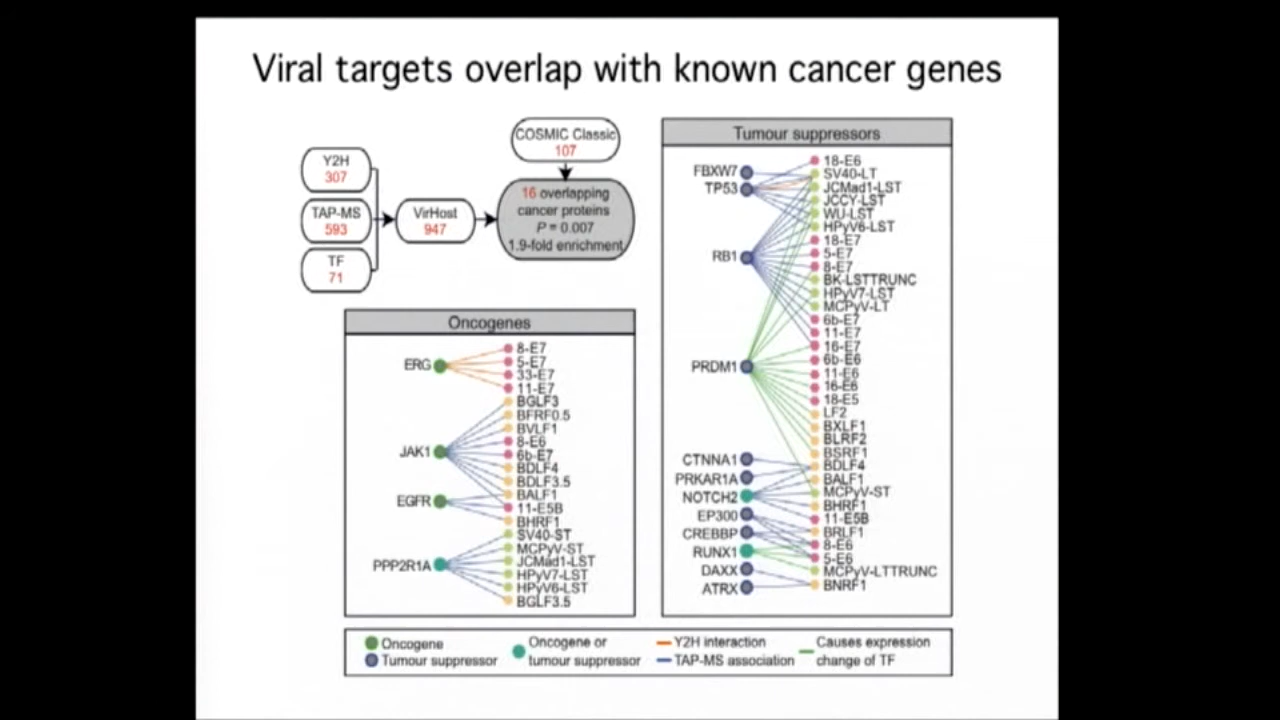 Viral targets overlap with known cancer genes
Y2H
307
TAP-MS
593
TF
71
VirHost
947
COSMIC Classic
107
16 overlapping
cancer proteins
P = 0.007
1.9-fold enrichment
Oncogenes
ERG
JAK1
EGFR
PPP2R1A
8-E7
5-E7
33-E7
11-E7
BGLF3
BFRF0.5
BVLF1
8-E6
6b-E7
BDLF4
BDLF3.5
BALF1
11-E5B
BHRF1
SV40-ST
MCPyV-ST
JCMad1-LST
HPyV7-LST
HPyV6-LST
BGLF3.5
Tumour suppressors
FBXW7
TP53
RB1
PRDM1
CTNNA1
PRKAR1A
NOTCH2
EP300
CREBBP
RUNX1
DAXX
ATRX
18-E6
SV40-LT
JCMad1-LST
JCCY-LST
WU-LST
HPyV6-LST
18-E7
5-E7
8-E7
BK-LSTTRUNC
HPyV7-LST
MCPyV-LT
6b-E7
11-E7
16-E7
6b-E6
11-E6
16-E6
18-E5
LF2
BXLF1
BLRF2
BSRF1
BDLF4
BALF1
MCPyV-ST
BHRF1
11-E5B
BRLF1
8-E6
5-E6
MCPyV-LTTRUNC
BNRF1
Oncogene
Tumour suppressor
Oncogene or
tumour suppressor
Y2H interaction
TAP-MS association
Causes expression
change of TF